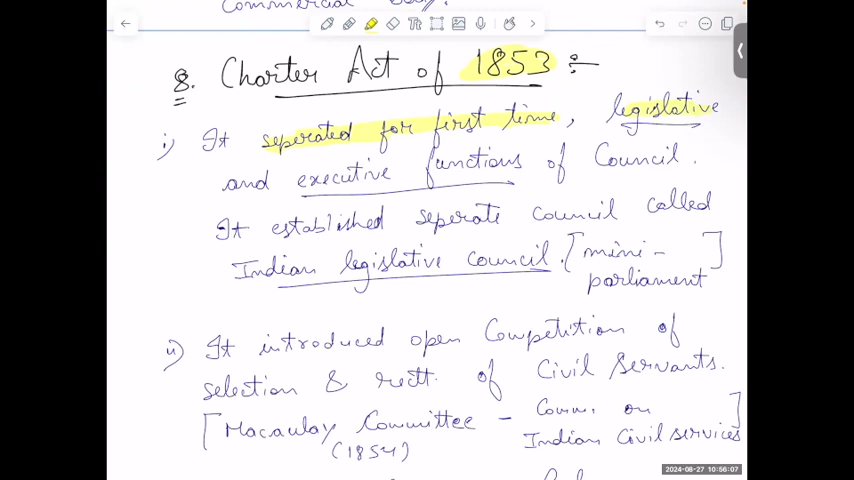 Commercial
8. Charter Act of 1853 :-
i) It seperated for first time, legislative
and executive functions of Council.
It established seperate council called
Indian legislative council. [mini-
parliament]
ii) It introduced open Competition of
selection & rectt. of Civil Servants.
[Macaulay Committee - Comm. on
(1854) Indian Civil services]
2024-08-27 10:56:07